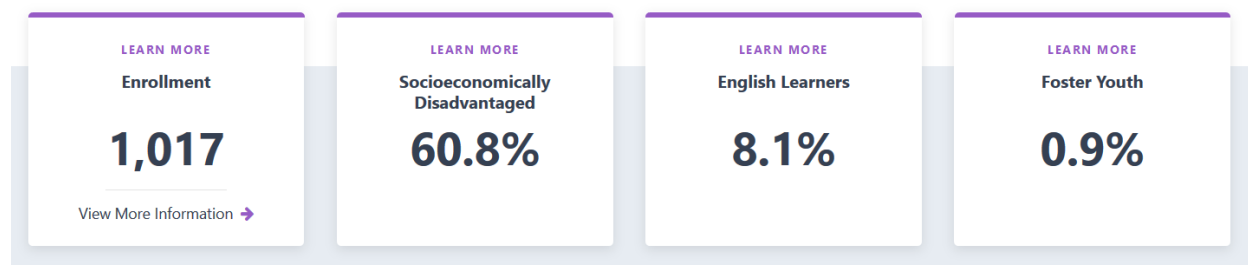 LEARN MORE
Enrollment
1,017
View More Information
LEARN MORE
Socioeconomically
Disadvantaged
60.8%
LEARN MORE
English Learners
8.1%
LEARN MORE
Foster Youth
0.9%